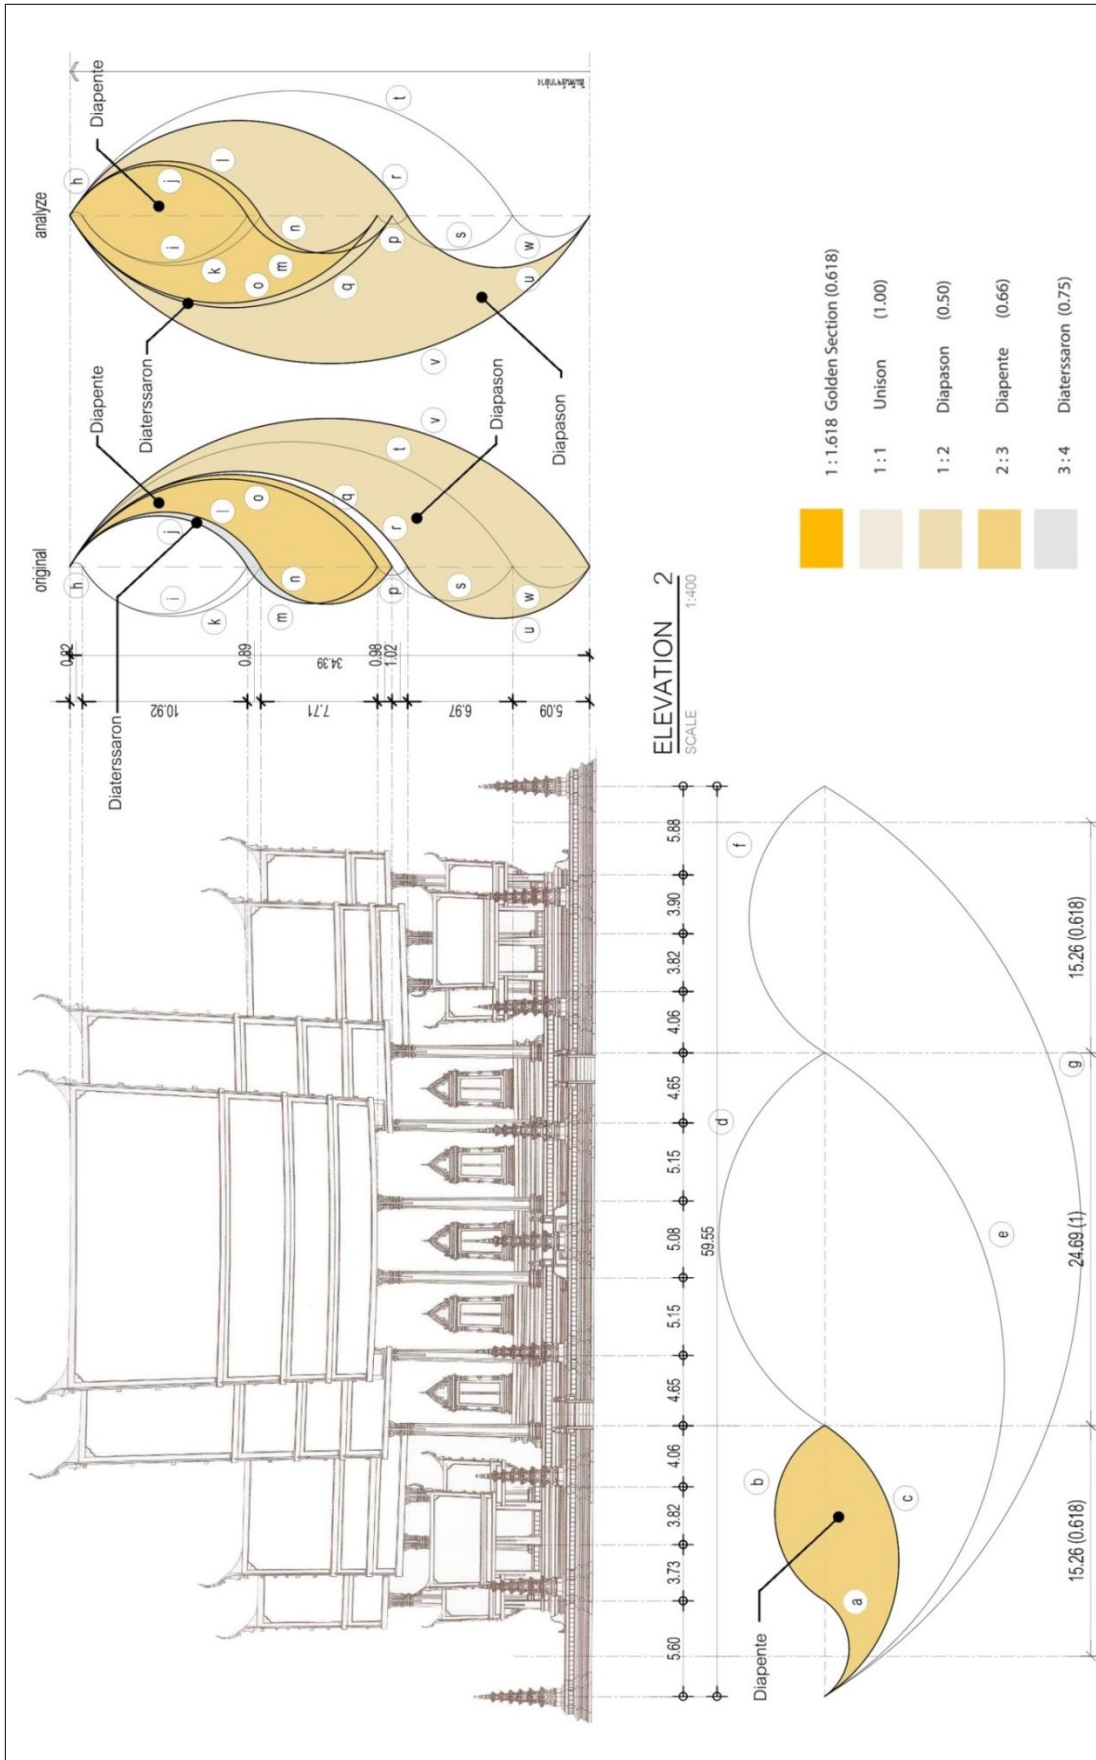 original
analyze
h
h
Diapente
Diapente
Diaterssaron
Diaterssaron
Diapason
Diapason
i
j
k
l
m
n
o
p
q
r
s
t
u
v
w
i
j
k
l
m
n
o
p
q
r
s
t
u
v
w
0.82
10.92
0.89
7.71
34.39
0.98
1.02
6.97
5.09
ELEVATION 2
SCALE 1:400
5.60
3.73
3.82
4.06
4.65
5.15
5.08
5.15
4.65
4.06
3.82
3.90
5.88
59.55
Diapente
a
b
c
d
e
f
g
15.26 (0.618)
24.69 (1)
15.26 (0.618)
1 : 1.618 Golden Section (0.618)
1 : 1 Unison (1.00)
1 : 2 Diapason (0.50)
2 : 3 Diapente (0.66)
3 : 4 Diaterssaron (0.75)